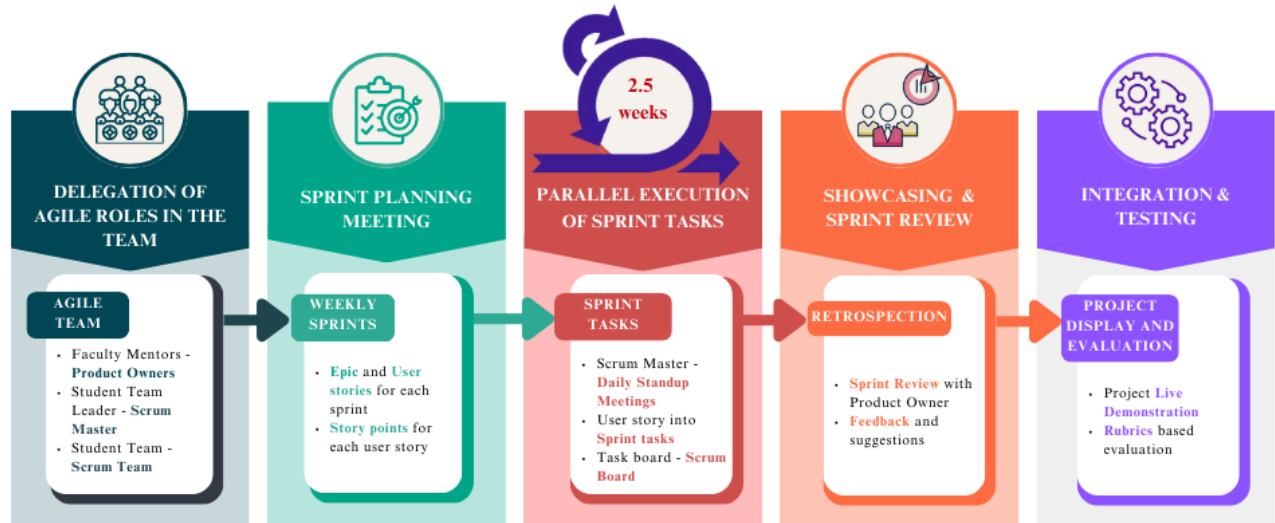 DELEGATION OF
AGILE ROLES IN THE
TEAM
AGILE
TEAM
• Faculty Mentors -
Product Owners
• Student Team
Leader - Scrum
Master
• Student Team -
Scrum Team
SPRINT PLANNING
MEETING
WEEKLY
SPRINTS
• Epic and User
stories for each
sprint
• Story points for
each user story
2.5
weeks
PARALLEL EXECUTION
OF SPRINT TASKS
SPRINT
TASKS
• Scrum Master -
Daily Standup
Meetings
• User story into
Sprint tasks
• Task board - Scrum
Board
SHOWCASING &
SPRINT REVIEW
RETROSPECTION
• Sprint Review with
Product Owner
• Feedback and
suggestions
INTEGRATION &
TESTING
PROJECT
DISPLAY AND
EVALUATION
• Project Live
Demonstration
• Rubrics based
evaluation